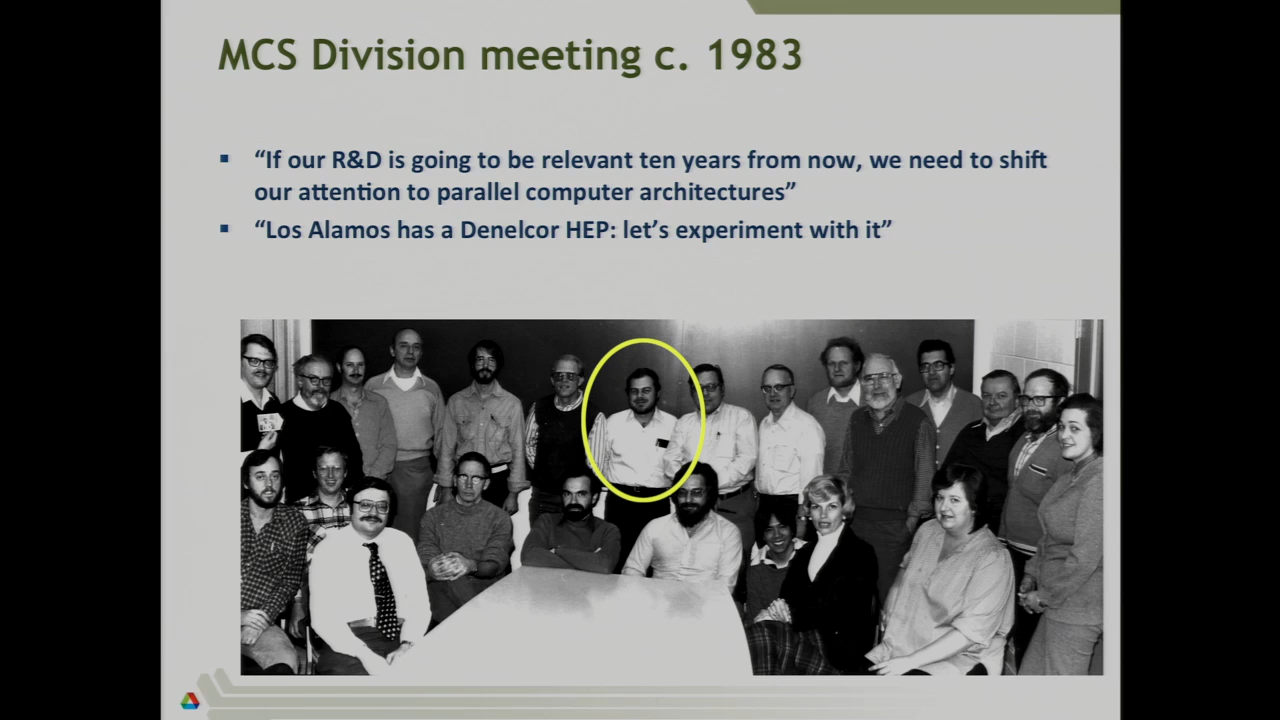 MCS Division meeting c. 1983
“If our R&D is going to be relevant ten years from now, we need to shift
our attention to parallel computer architectures”
“Los Alamos has a Denelcor HEP: let’s experiment with it”